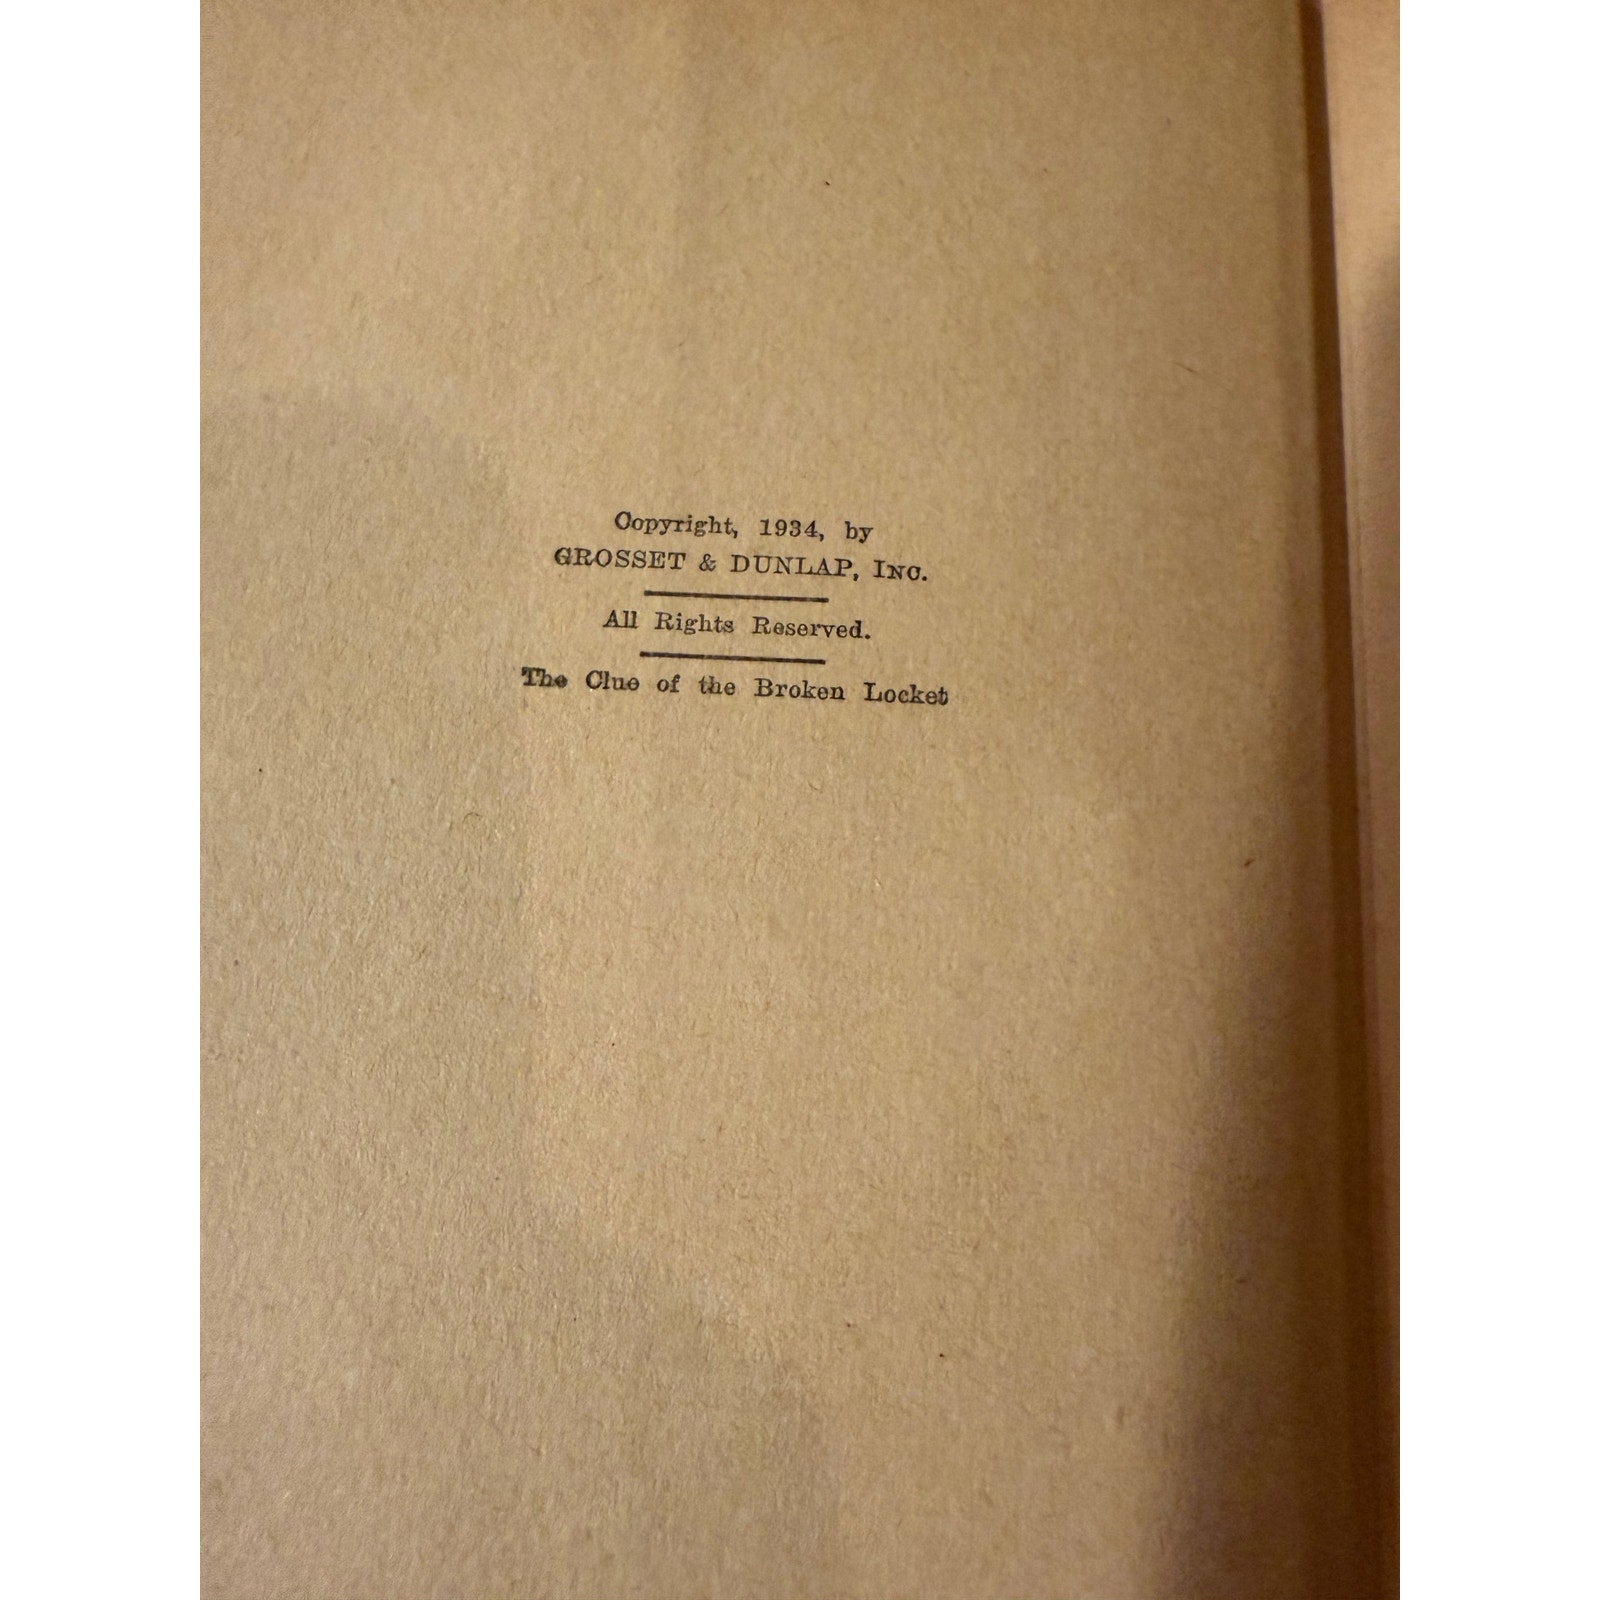 Copyright, 1934, by
GROSSET & DUNLAP, INC.
All Rights Reserved.
The Clue of the Broken Locket